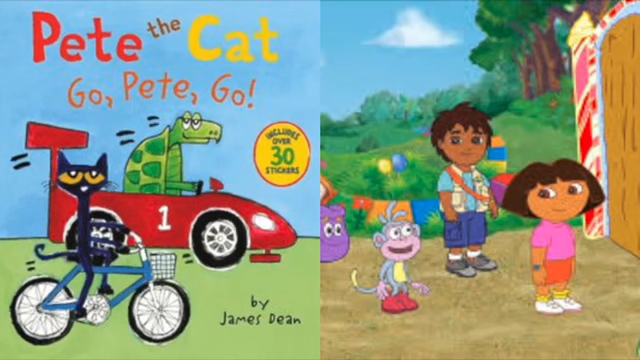 Pete the Cat
Go, Pete, Go!
INCLUDES
OVER
30
STICKERS
1
by
James Dean